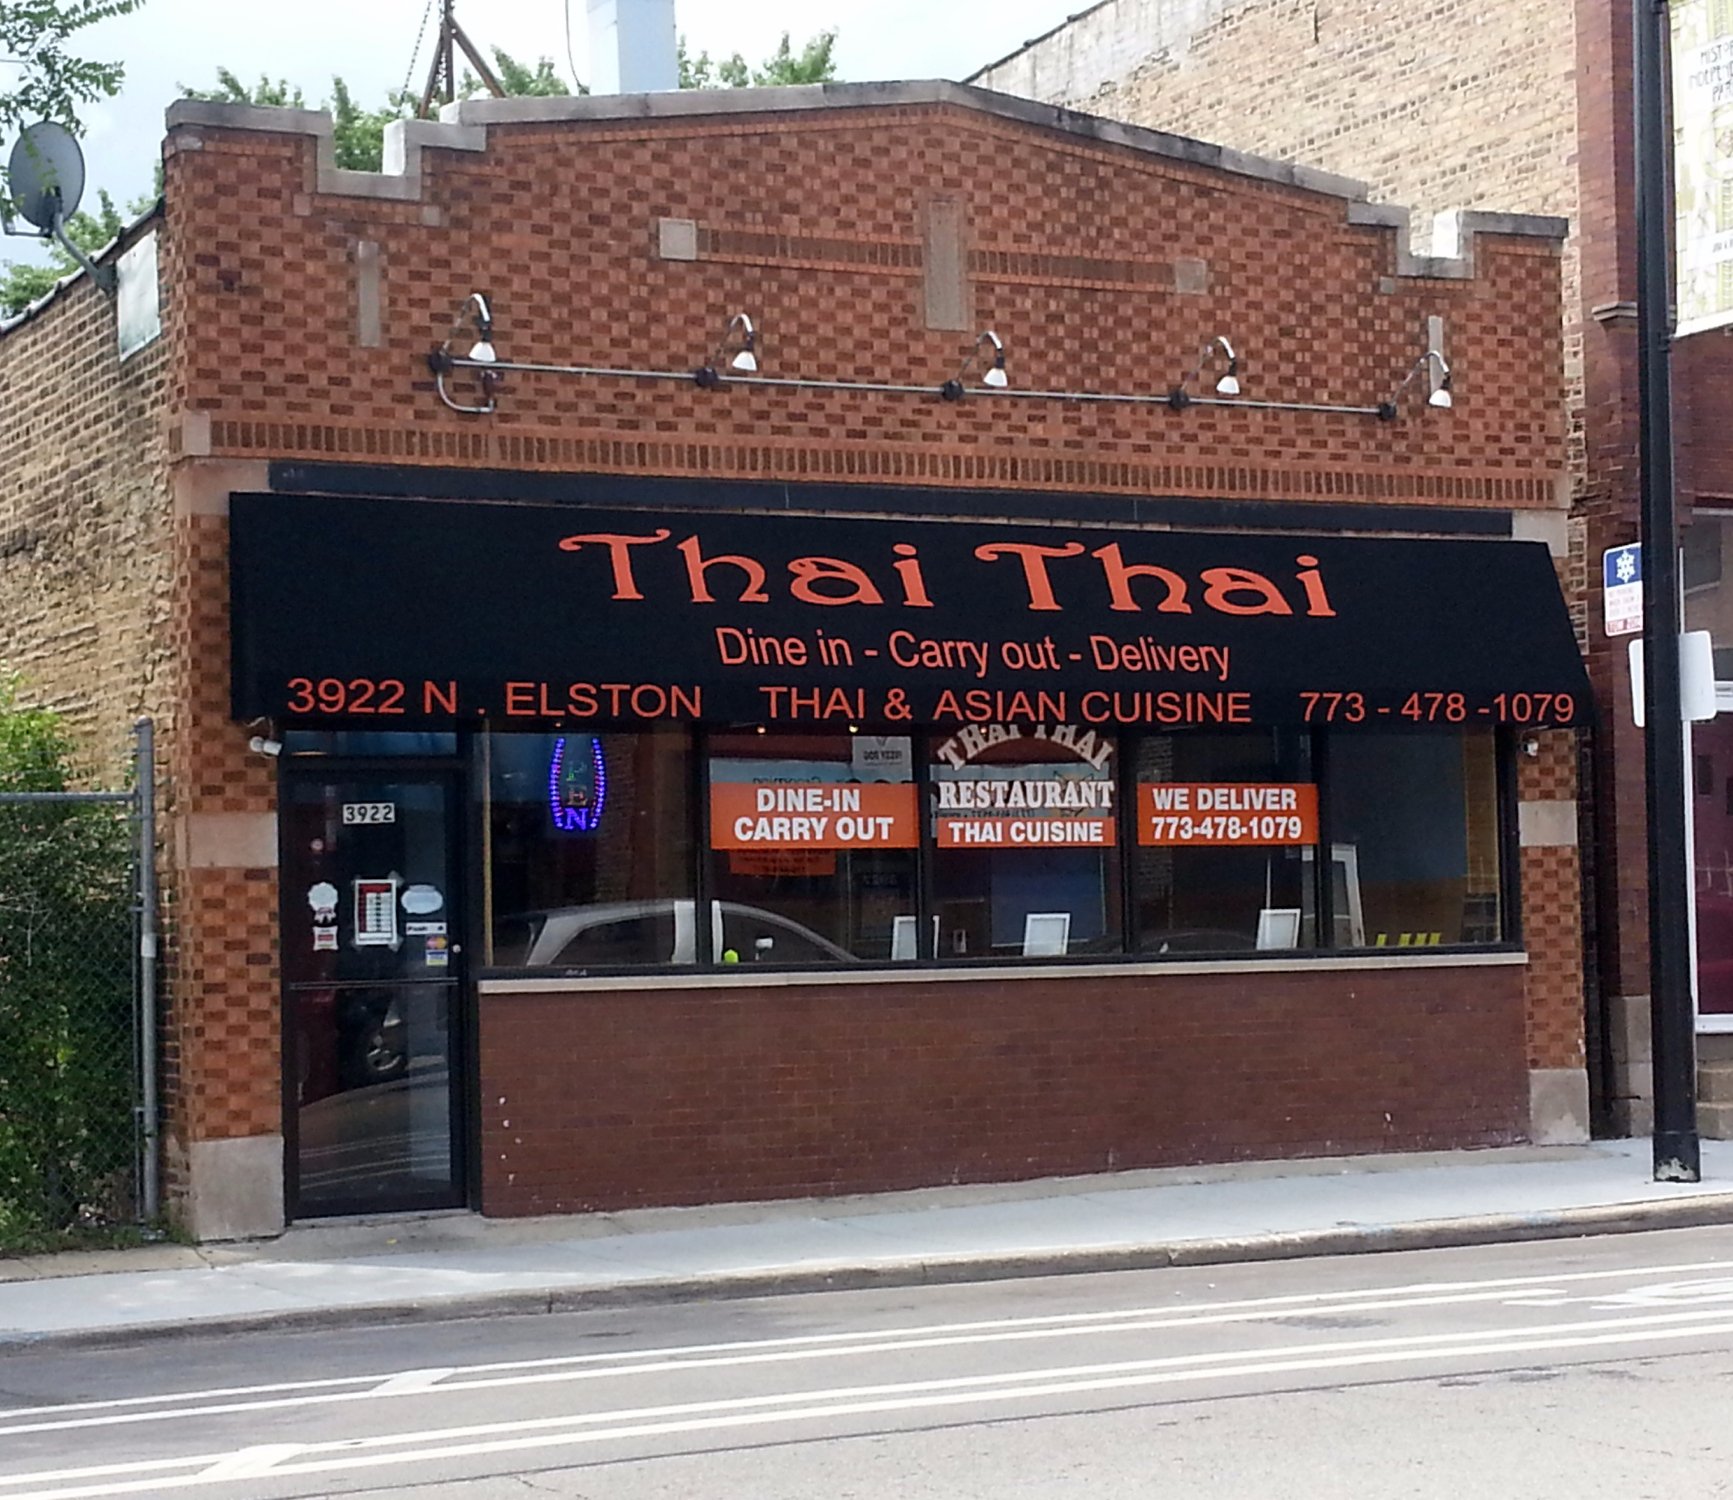 Thai Thai
Dine in - Carry out - Delivery
3922 N . ELSTON THAI & ASIAN CUISINE 773 - 478 -1079
THAI THAI
RESTAURANT
THAI CUISINE
DINE-IN
CARRY OUT
WE DELIVER
773-478-1079
OPEN
3922